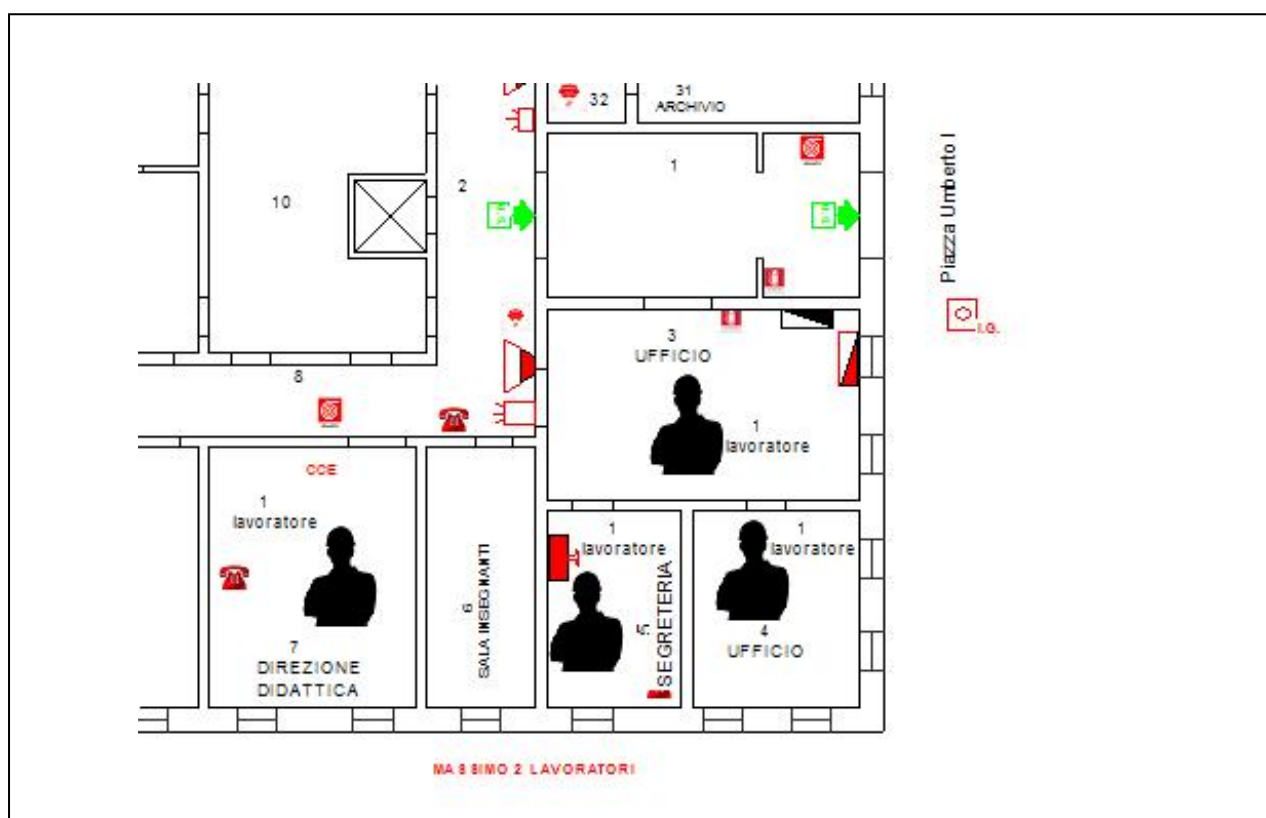 32
31
ARCHIVIO
1
10
2
Piazza Umberto I
I.G.
3
UFFICIO
1
lavoratore
8
CCE
1
lavoratore
7
DIREZIONE
DIDATTICA
6
SALA INSEGNANTI
1
lavoratore
5
SEGRETERIA
1
lavoratore
4
UFFICIO
MASSIMO 2 LAVORATORI